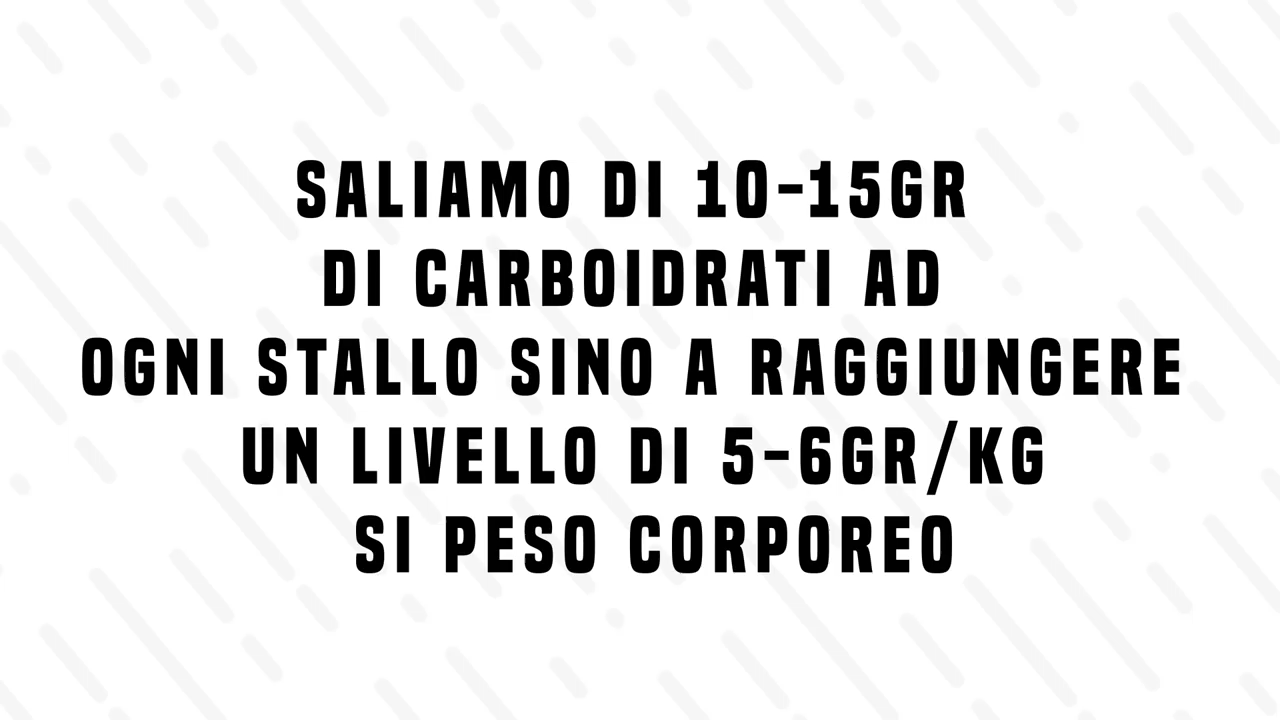 SALIAMO DI 10-15GR
DI CARBOIDRATI AD
OGNI STALLO SINO A RAGGIUNGERE
UN LIVELLO DI 5-6GR/KG
SI PESO CORPOREO